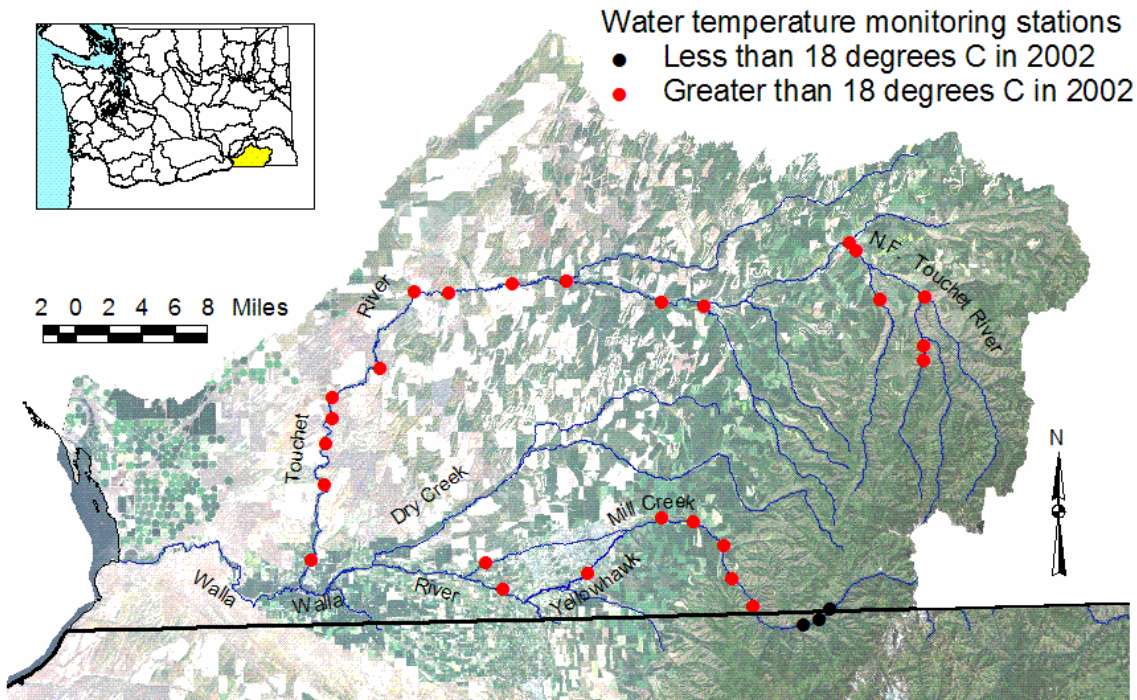 Water temperature monitoring stations
Less than 18 degrees C in 2002
Greater than 18 degrees C in 2002
N.F. Touchet River
River
2 0 2 4 6 8 Miles
Touchet
N
Dry Creek
Mill Creek
Yellowhawk
Walla
Walla
River